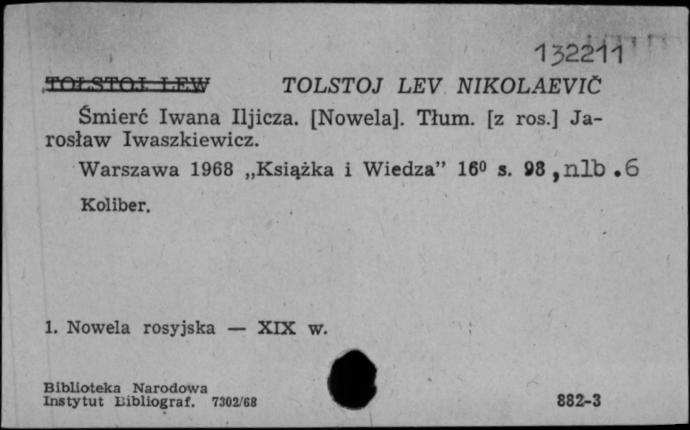 132211
TOŁSTOJ LEW TOLSTOJ LEV NIKOLAEVIČ
Śmierć Iwana Iljicza. [Nowela]. Tłum. [z ros.] Ja-
rosław Iwaszkiewicz.
Warszawa 1968 „Książka i Wiedza” 16⁰ s. 98, nlb. 6
Koliber.
1. Nowela rosyjska — XIX w.
Biblioteka Narodowa
Instytut Bibliograf. 7302/68
882-3